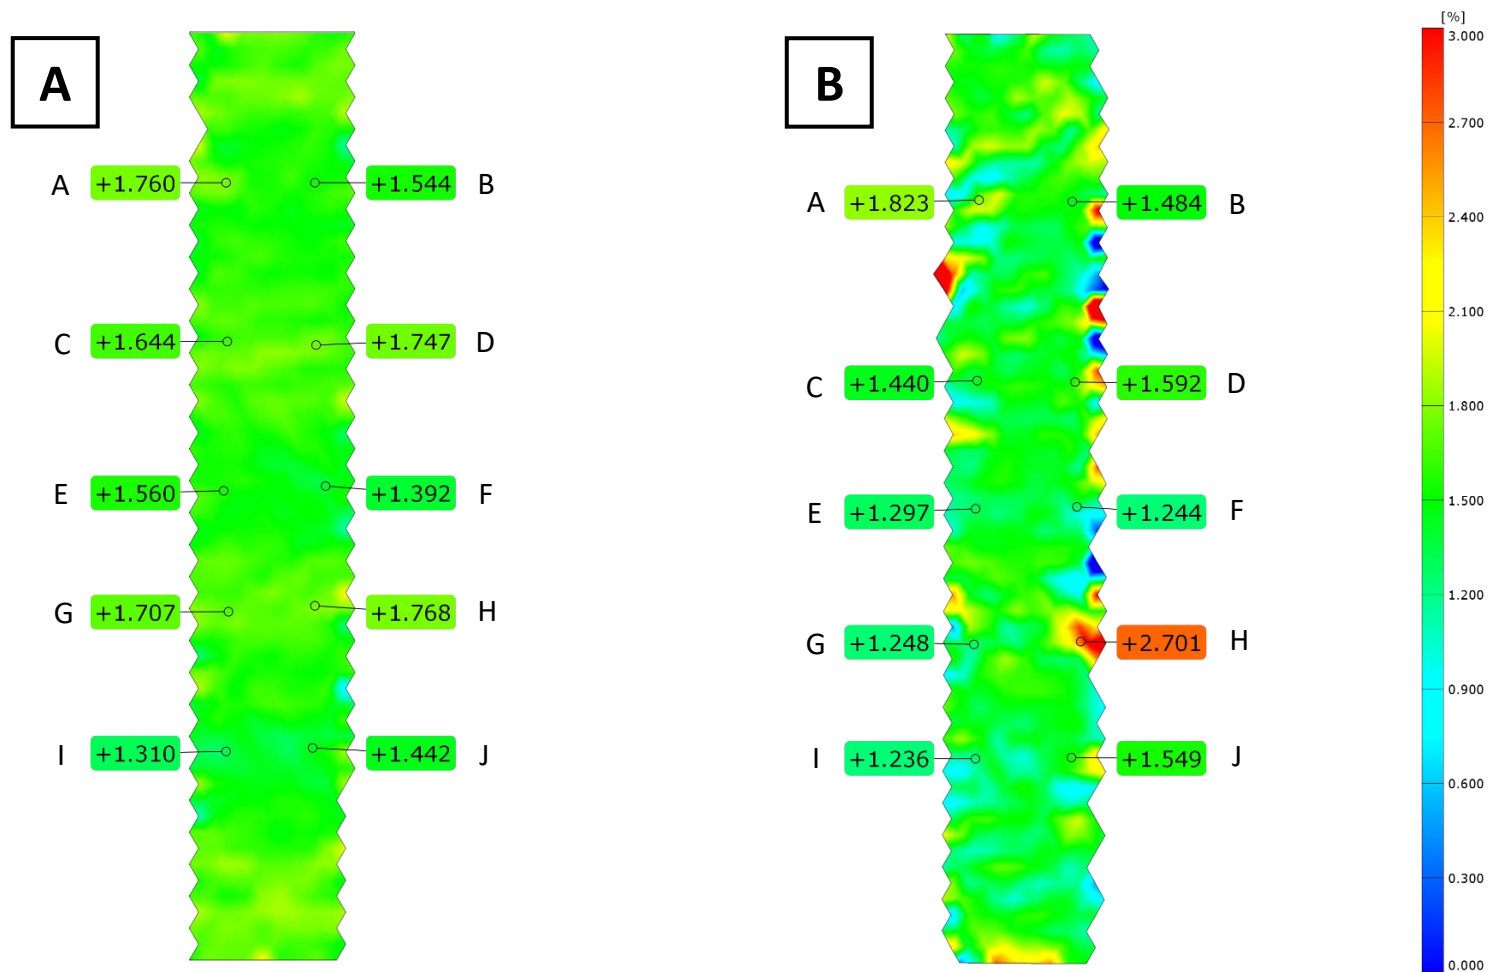 [%]
A
B
3.000
2.700
2.400
2.100
1.800
1.500
1.200
0.900
0.600
0.300
0.000
A +1.760 +1.544 B
C +1.644 +1.747 D
E +1.560 +1.392 F
G +1.707 +1.768 H
I +1.310 +1.442 J
A +1.823 +1.484 B
C +1.440 +1.592 D
E +1.297 +1.244 F
G +1.248 +2.701 H
I +1.236 +1.549 J